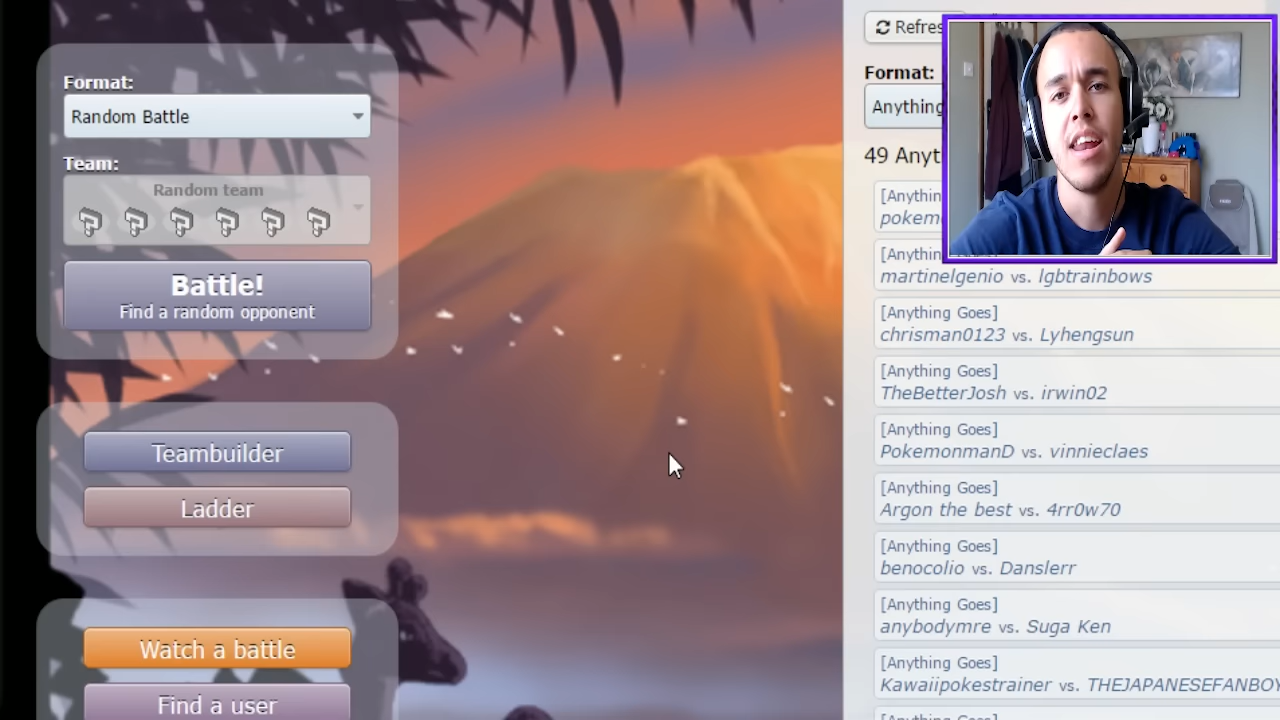 Format:
Random Battle
Team:
Random team
Battle!
Find a random opponent
Teambuilder
Ladder
Watch a battle
Find a user
Format:
Anything
49
[Anything Goes]
martinelgenio vs. lgbtrainbows
[Anything Goes]
chrisman0123 vs. Lyhengsun
[Anything Goes]
TheBetterJosh vs. irwin02
[Anything Goes]
PokemonmanD vs. vinnieclaes
[Anything Goes]
Argon the best vs. 4rr0w70
[Anything Goes]
benocolio vs. Danslerr
[Anything Goes]
anybodymre vs. Suga Ken
[Anything Goes]
Kawaiipokestrainer vs. THEJAPANESEFANBOY